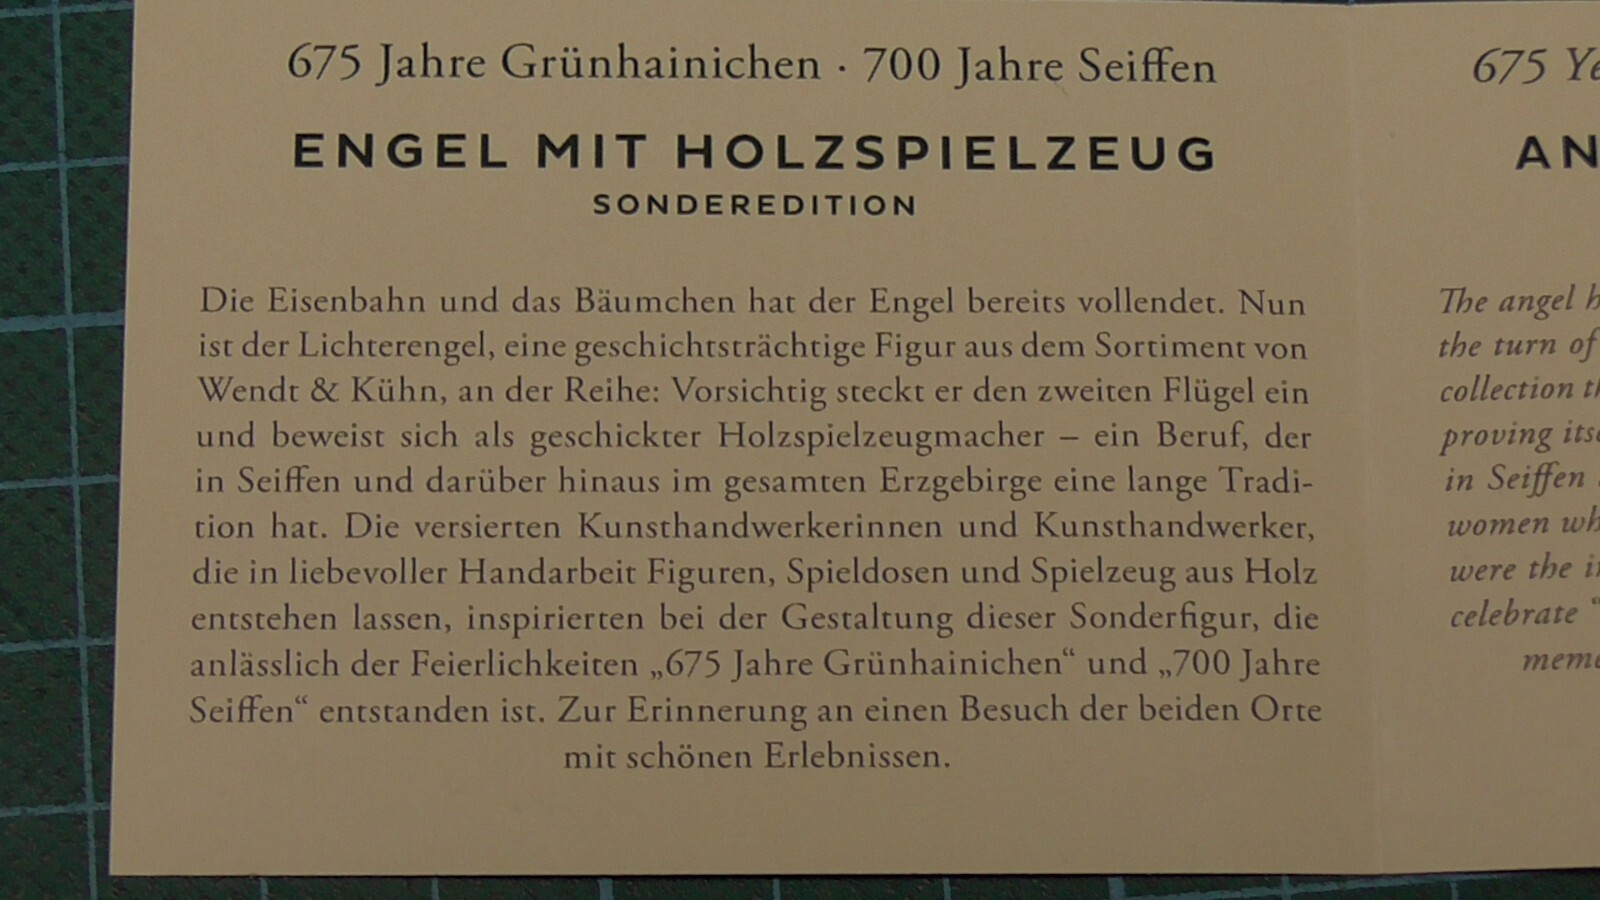 675 Jahre Grünhainichen · 700 Jahre Seiffen
ENGEL MIT HOLZSPIELZEUG
SONDEREDITION
Die Eisenbahn und das Bäumchen hat der Engel bereits vollendet. Nun
ist der Lichterengel, eine geschichtsträchtige Figur aus dem Sortiment von
Wendt & Kühn, an der Reihe: Vorsichtig steckt er den zweiten Flügel ein
und beweist sich als geschickter Holzspielzeugmacher – ein Beruf, der
in Seiffen und darüber hinaus im gesamten Erzgebirge eine lange Tradi-
tion hat. Die versierten Kunsthandwerkerinnen und Kunsthandwerker,
die in liebevoller Handarbeit Figuren, Spieldosen und Spielzeug aus Holz
entstehen lassen, inspirierten bei der Gestaltung dieser Sonderfigur, die
anlässlich der Feierlichkeiten „675 Jahre Grünhainichen“ und „700 Jahre
Seiffen“ entstanden ist. Zur Erinnerung an einen Besuch der beiden Orte
mit schönen Erlebnissen.
675
The angel
the turn of
collection
proving
in Seiffen
women
were the
celebrate